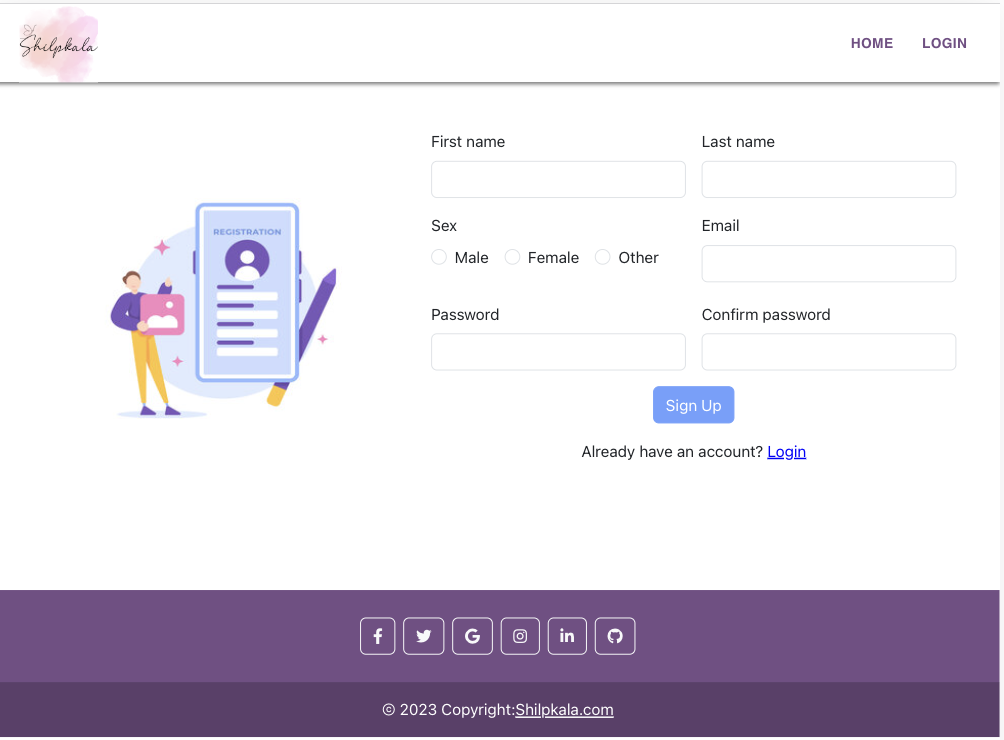 Shilpkala
HOME LOGIN
First name Last name
Sex Email
Male Female Other
Password Confirm password
REGISTRATION
Sign Up
Already have an account? Login
© 2023 Copyright:Shilpkala.com